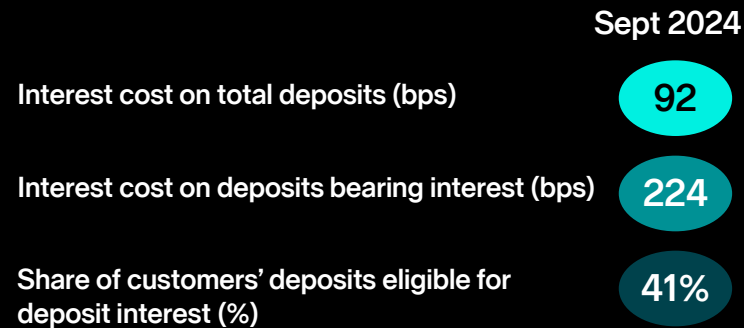 Sept 2024
Interest cost on total deposits (bps)
92
Interest cost on deposits bearing interest (bps)
224
Share of customers’ deposits eligible for
deposit interest (%)
41%